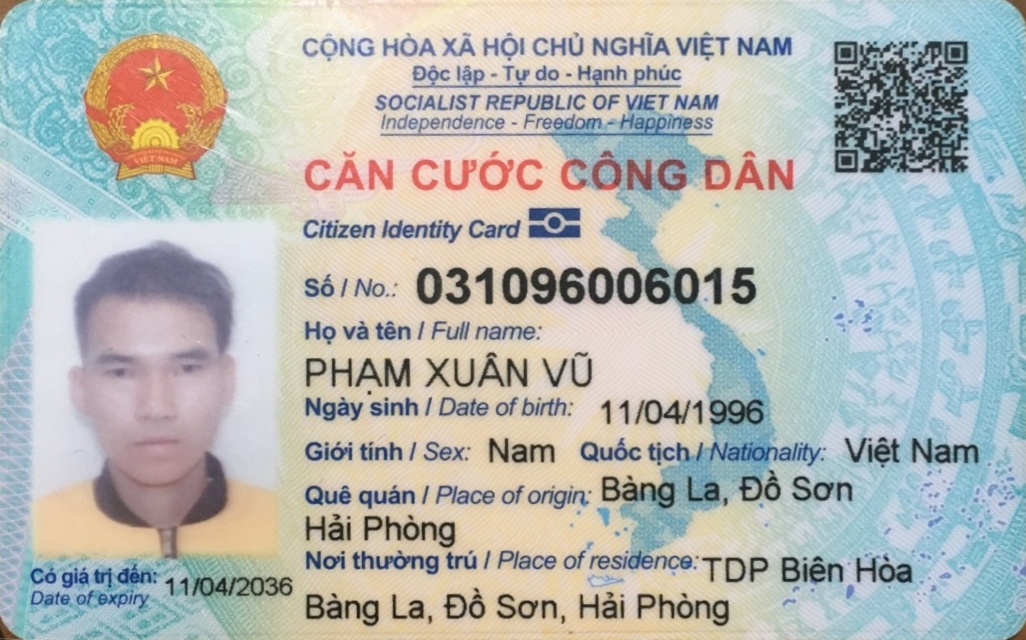 CỘNG HÒA XÃ HỘI CHỦ NGHĨA VIỆT NAM
Độc lập - Tự do - Hạnh phúc
SOCIALIST REPUBLIC OF VIET NAM
Independence - Freedom - Happiness
CĂN CƯỚC CÔNG DÂN
Citizen Identity Card
Số / No.: 031096006015
Họ và tên / Full name:
PHẠM XUÂN VŨ
Ngày sinh / Date of birth: 11/04/1996
Giới tính / Sex: Nam Quốc tịch / Nationality: Việt Nam
Quê quán / Place of origin: Bàng La, Đồ Sơn
Hải Phòng
Nơi thường trú / Place of residence: TDP Biên Hòa
Bàng La, Đồ Sơn, Hải Phòng
Có giá trị đến: 11/04/2036
Date of expiry
VIỆT NAM